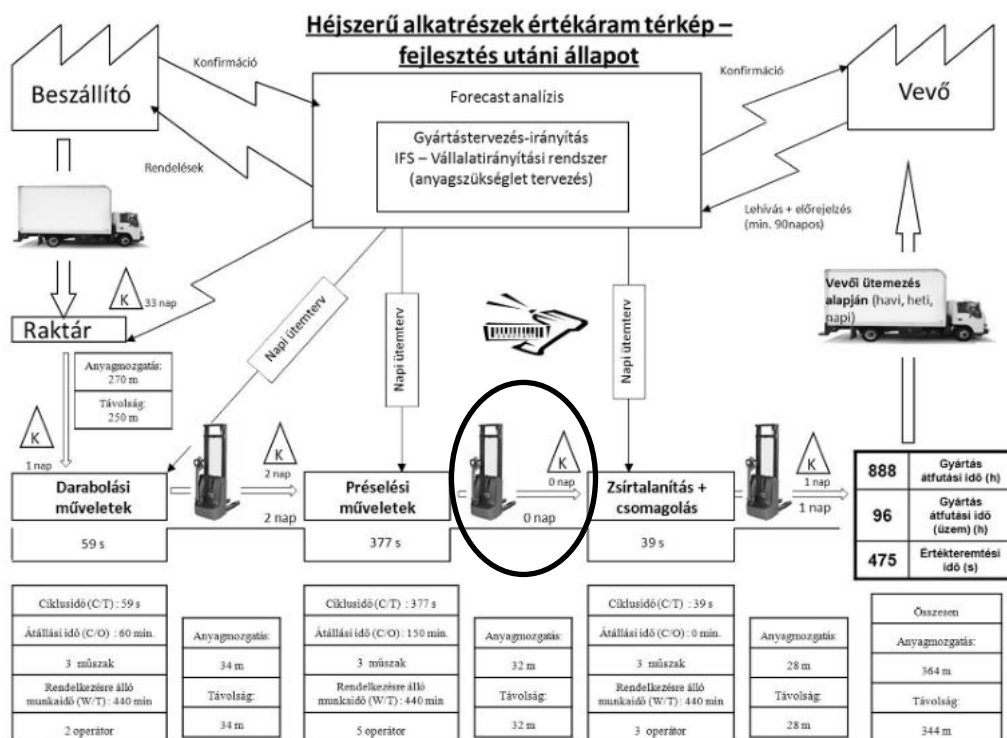 Héjszerű alkatrészek értékáram térkép –
fejlesztés utáni állapot
Beszállító
Konfirmáció
Rendelések
Forecast analízis
Gyártástervezés-irányítás
IFS – Vállalatirányítási rendszer
(anyagszükséglet tervezés)
Konfirmáció
Vevő
Lehívás + előrejelzés
(min. 90napos)
K
33 nap
Raktár
Anyagmozgatás:
270 m
Távolság:
250 m
Napi ütemterv
Napi ütemterv
Napi ütemterv
Vevői ütemezés
alapján (havi, heti,
napi)
K
1 nap
Darabolási
műveletek
59 s
K
2 nap
2 nap
Préselési
műveletek
377 s
K
0 nap
0 nap
Zsírtalanítás +
csomagolás
39 s
K
1 nap
1 nap
888
Gyártás
átfutási idő (h)
96
Gyártás
átfutási idő
(üzem) (h)
475
Értékteremtési
idő (s)
Ciklusidő (C/T) : 59 s
Átállási idő (C/O) : 60 min.
3 műszak
Rendelkezésre álló
munkaidő (W/T) : 440 min
2 operátor
Anyagmozgatás:
34 m
Távolság:
34 m
Ciklusidő (C/T) : 377 s
Átállási idő (C/O) : 150 min.
3 műszak
Rendelkezésre álló
munkaidő (W/T) : 440 min
5 operátor
Anyagmozgatás:
32 m
Távolság:
32 m
Ciklusidő (C/T) : 39 s
Átállási idő (C/O) : 0 min.
3 műszak
Rendelkezésre álló
munkaidő (W/T) : 440 min
3 operátor
Anyagmozgatás:
28 m
Távolság:
28 m
Összesen
Anyagmozgatás:
364 m
Távolság:
344 m